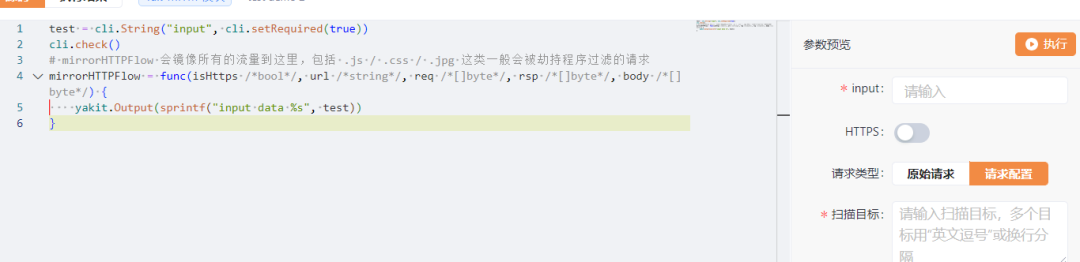 1 test = cli.String("input", cli.setRequired(true))
2 cli.check()
3 # mirrorHTTPFlow 会镜像所有的流量到这里，包括 .js / .css / .jpg 这类一般会被劫持程序过滤的请求
4 mirrorHTTPFlow = func(isHttps /*bool*/, url /*string*/, req /*[]byte*/, rsp /*[]byte*/, body /*[]
byte*/) {
5 yakit.Output(sprintf("input data %s", test))
6 }
参数预览
执行
* input:
请输入
HTTPS:
请求类型:
原始请求
请求配置
* 扫描目标:
请输入扫描目标，多个目
标用“英文逗号”或换行分
隔